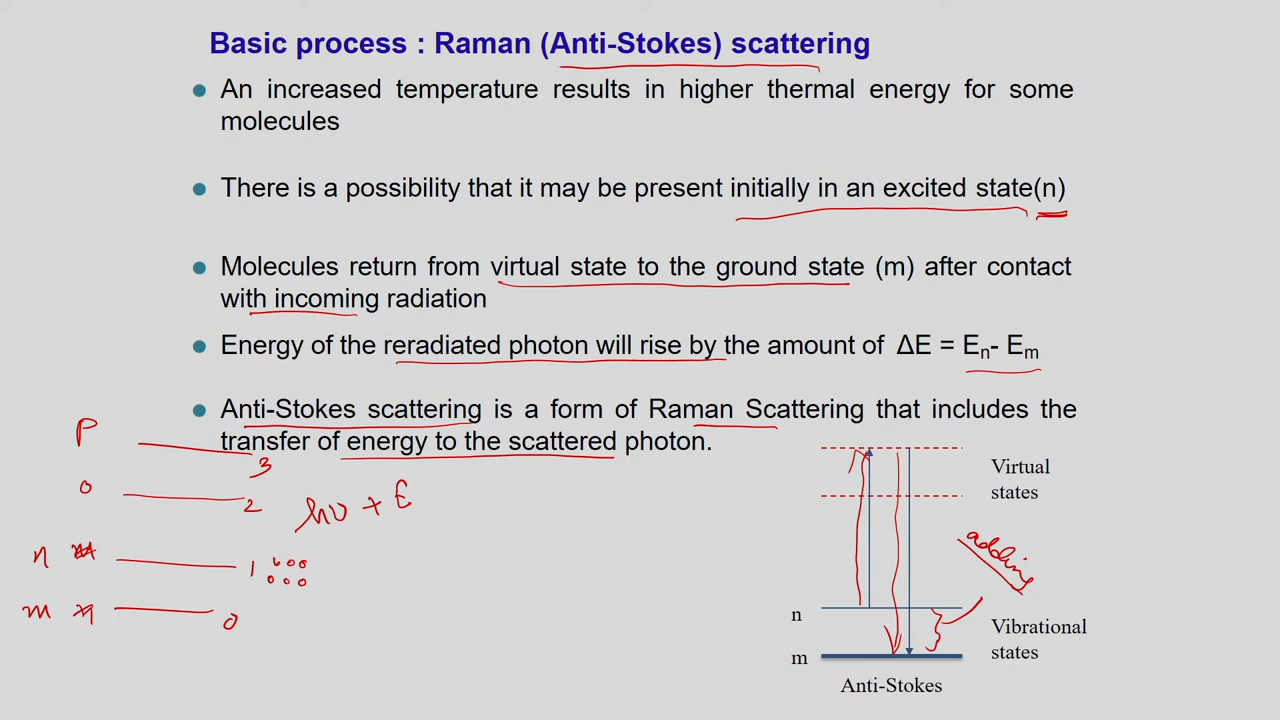 Basic process : Raman (Anti-Stokes) scattering
An increased temperature results in higher thermal energy for some
molecules
There is a possibility that it may be present initially in an excited state(n)
Molecules return from virtual state to the ground state (m) after contact
with incoming radiation
Energy of the reradiated photon will rise by the amount of ΔE = Eₙ- Eₘ
Anti-Stokes scattering is a form of Raman Scattering that includes the
transfer of energy to the scattered photon.
P
3
o
2
hν + E
n
1
m
0
Virtual
states
adding
n
m
Vibrational
states
Anti-Stokes